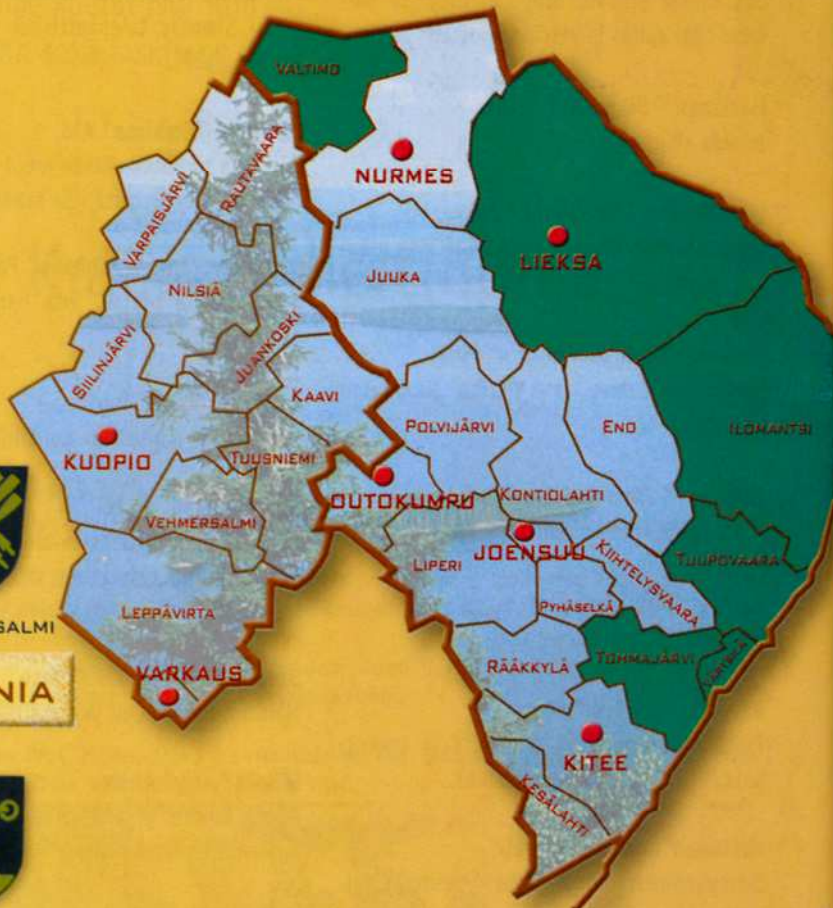 VALTIMO
NURMES
RAUTAVAARA
VARPAISJÄRVI
LIEKSA
JUUKA
NILSIÄ
JUANKOSKI
SIILINJÄRVI
KAAVI
ENO
ILOMANTSI
POLVIJÄRVI
KUOPIO
TUUSNIEMI
OUTOKUMPU
KONTIOLAHTI
VEHMERSALMI
JOENSUU
KIIHTELYSVAARA
TUUPOVAARA
LIPERI
PYHÄSELKÄ
LEPPÄVIRTA
SALMI
RÄÄKKYLÄ
TOHMAJÄRVI
VÄRTSILÄ
VARKAUS
NIA
KITEE
KESÄLAHTI